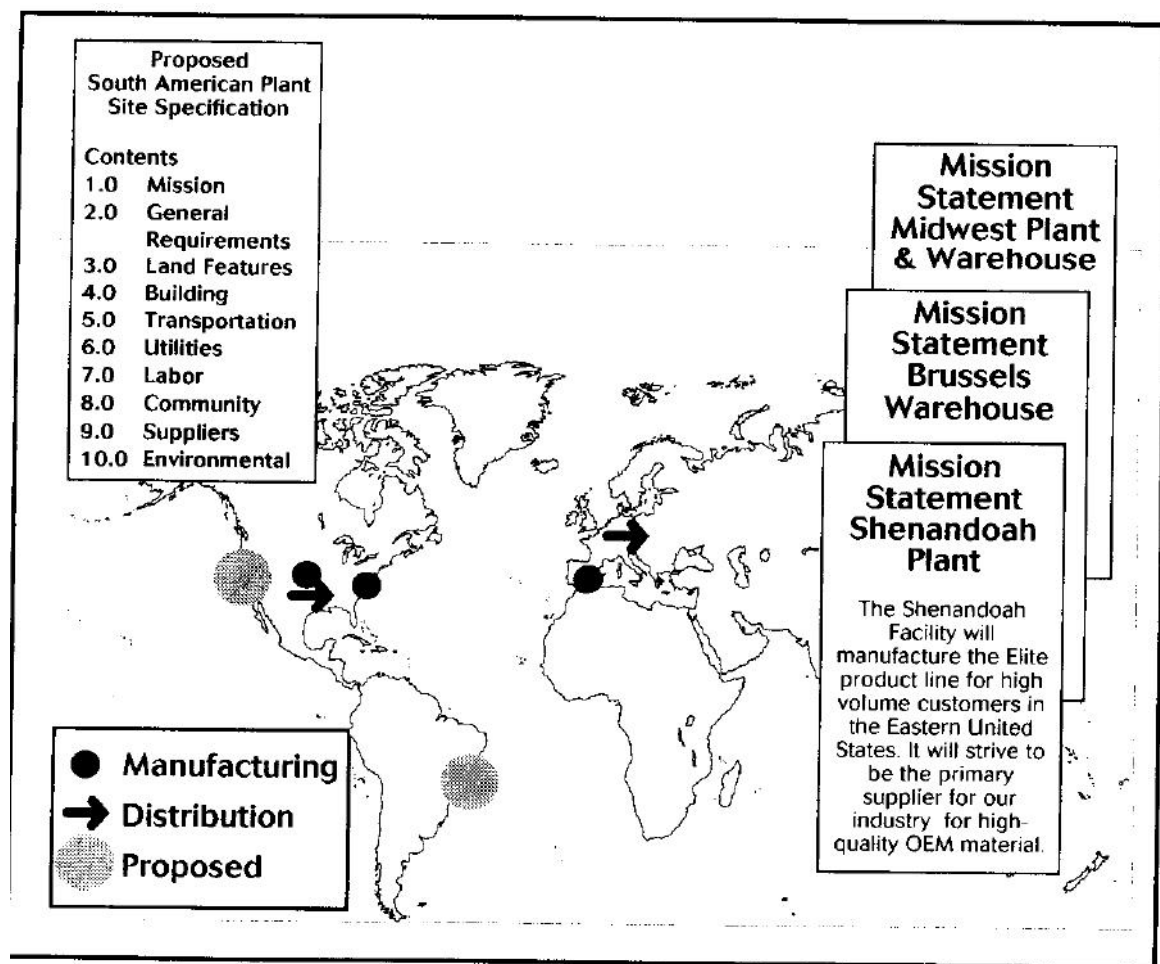 Proposed
South American Plant
Site Specification
Contents
1.0 Mission
2.0 General
Requirements
3.0 Land Features
4.0 Building
5.0 Transportation
6.0 Utilities
7.0 Labor
8.0 Community
9.0 Suppliers
10.0 Environmental
Mission
Statement
Midwest Plant
& Warehouse
Mission
Statement
Brussels
Warehouse
Mission
Statement
Shenandoah
Plant
The Shenandoah
Facility will
manufacture the Elite
product line for high
volume customers in
the Eastern United
States. It will strive to
be the primary
supplier for our
industry for high-
quality OEM material.
Manufacturing
Distribution
Proposed